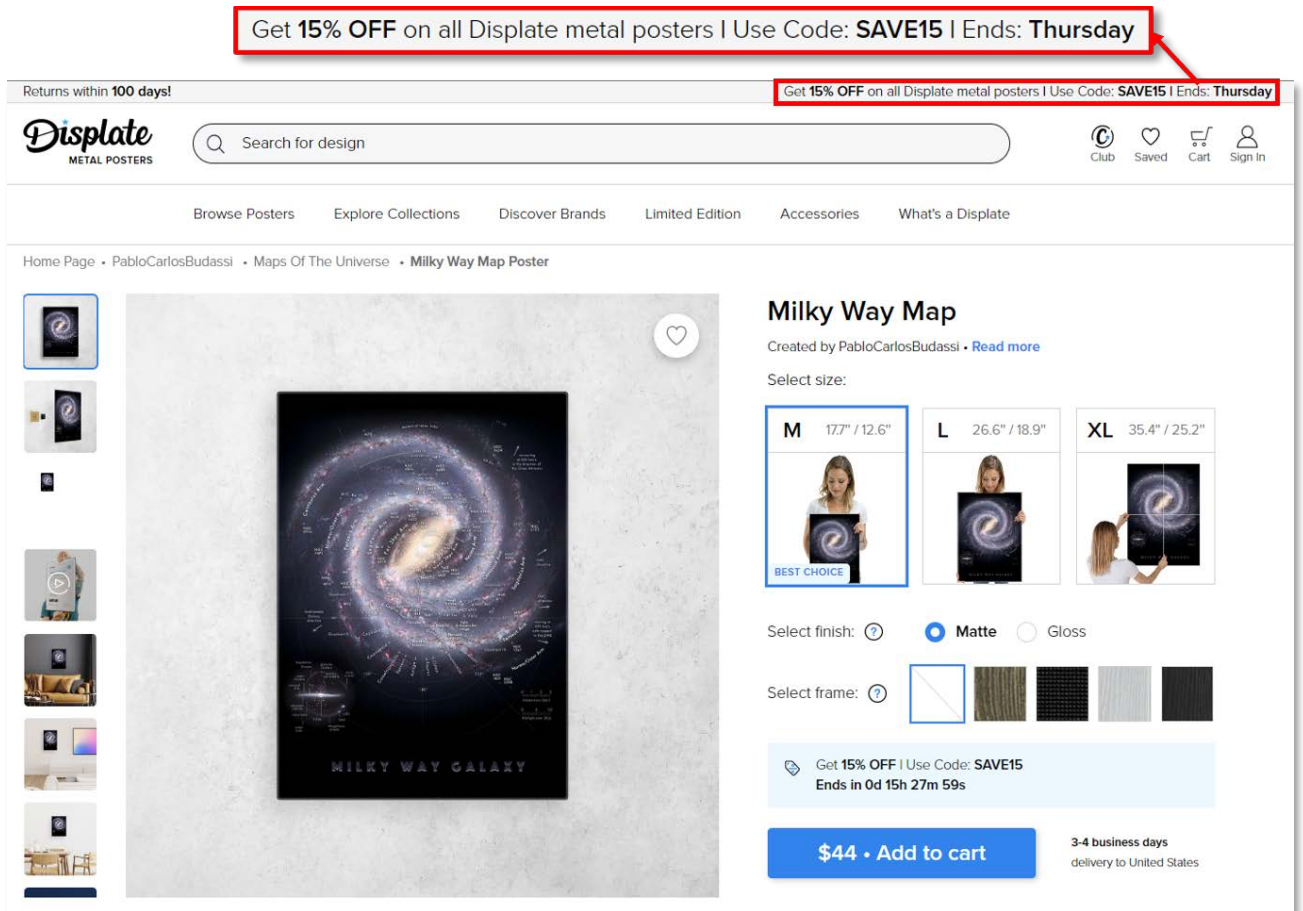 Get 15% OFF on all Displate metal posters | Use Code: SAVE15 | Ends: Thursday
Returns within 100 days!
Get 15% OFF on all Displate metal posters | Use Code: SAVE15 | Ends: Thursday
Displate
METAL POSTERS
Search for design
Club
Saved
Cart
Sign In
Browse Posters
Explore Collections
Discover Brands
Limited Edition
Accessories
What's a Displate
Home Page • PabloCarlosBudassi • Maps Of The Universe • Milky Way Map Poster
MILKY WAY GALAXY
Milky Way Map
Created by PabloCarlosBudassi • Read more
Select size:
M 17.7" / 12.6"
L 26.6" / 18.9"
XL 35.4" / 25.2"
BEST CHOICE
Select finish: ? Matte Gloss
Select frame: ?
Get 15% OFF | Use Code: SAVE15
Ends in 0d 15h 27m 59s
$44 • Add to cart
3-4 business days
delivery to United States